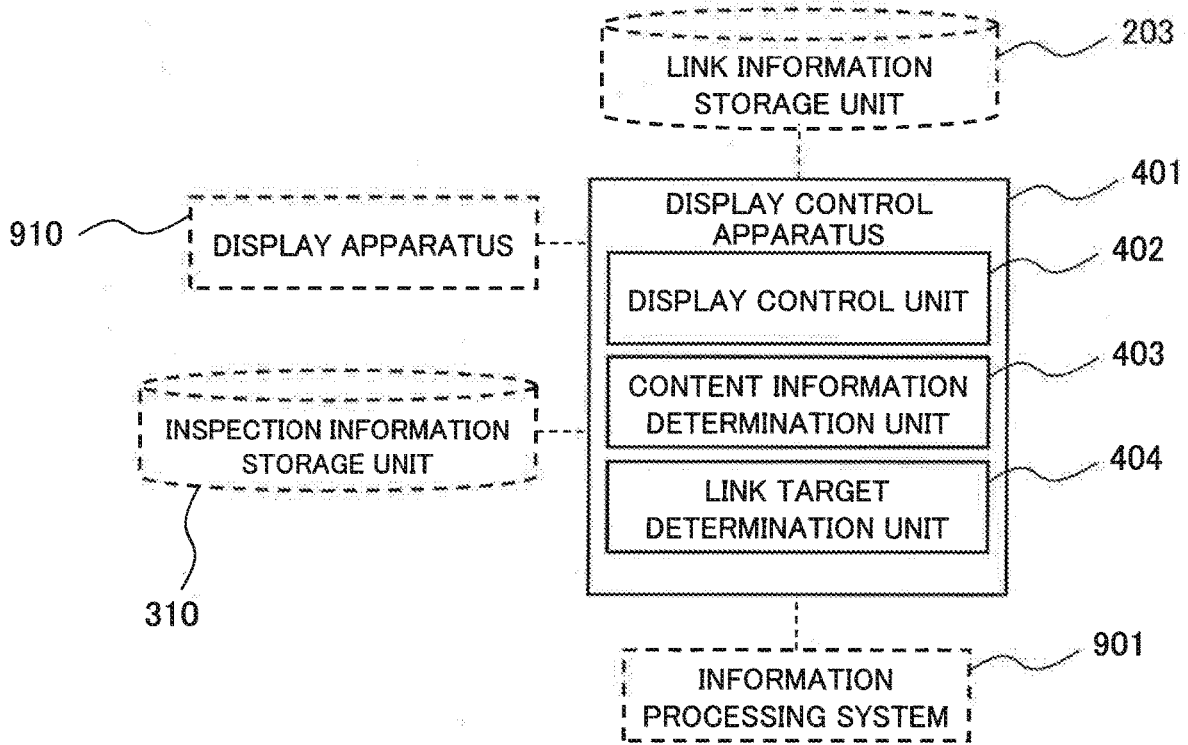 203
LINK INFORMATION
STORAGE UNIT
401
DISPLAY CONTROL
APPARATUS
910
DISPLAY APPARATUS
402
DISPLAY CONTROL UNIT
403
CONTENT INFORMATION
DETERMINATION UNIT
INSPECTION INFORMATION
STORAGE UNIT
404
LINK TARGET
DETERMINATION UNIT
310
901
INFORMATION
PROCESSING SYSTEM